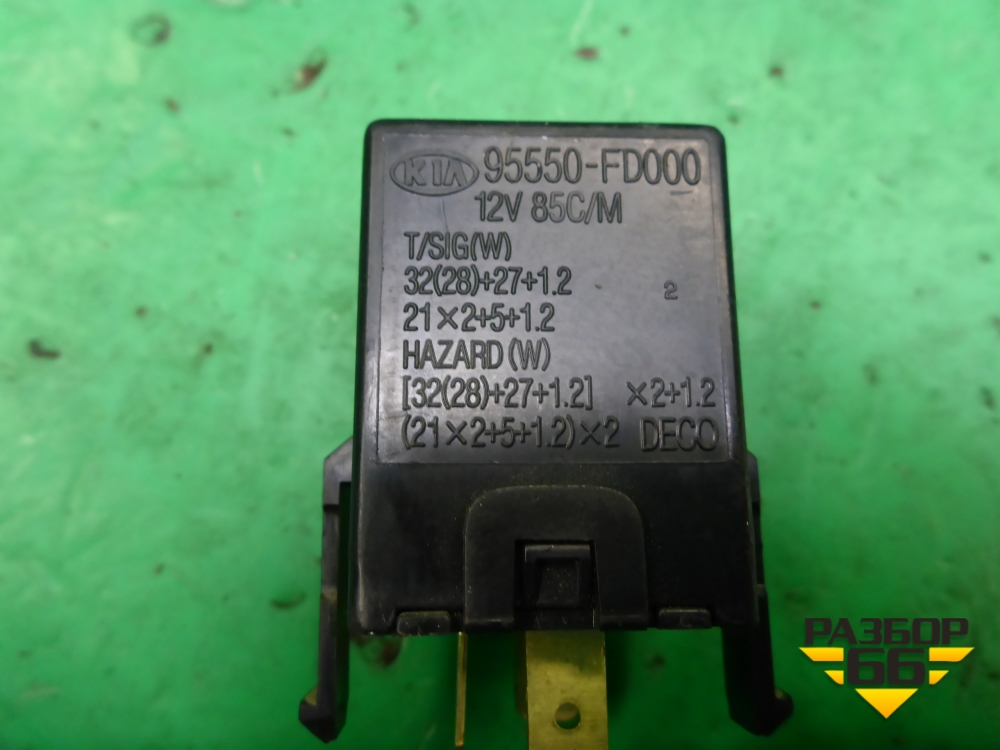 KIA 95550-FD000
12V 85C/M
T/SIG(W)
32(28)+27+1.2
2
21×2+5+1.2
HAZARD(W)
[32(28)+27+1.2] ×2+1.2
(21×2+5+1.2)×2 DECO
РАЗБОР
66